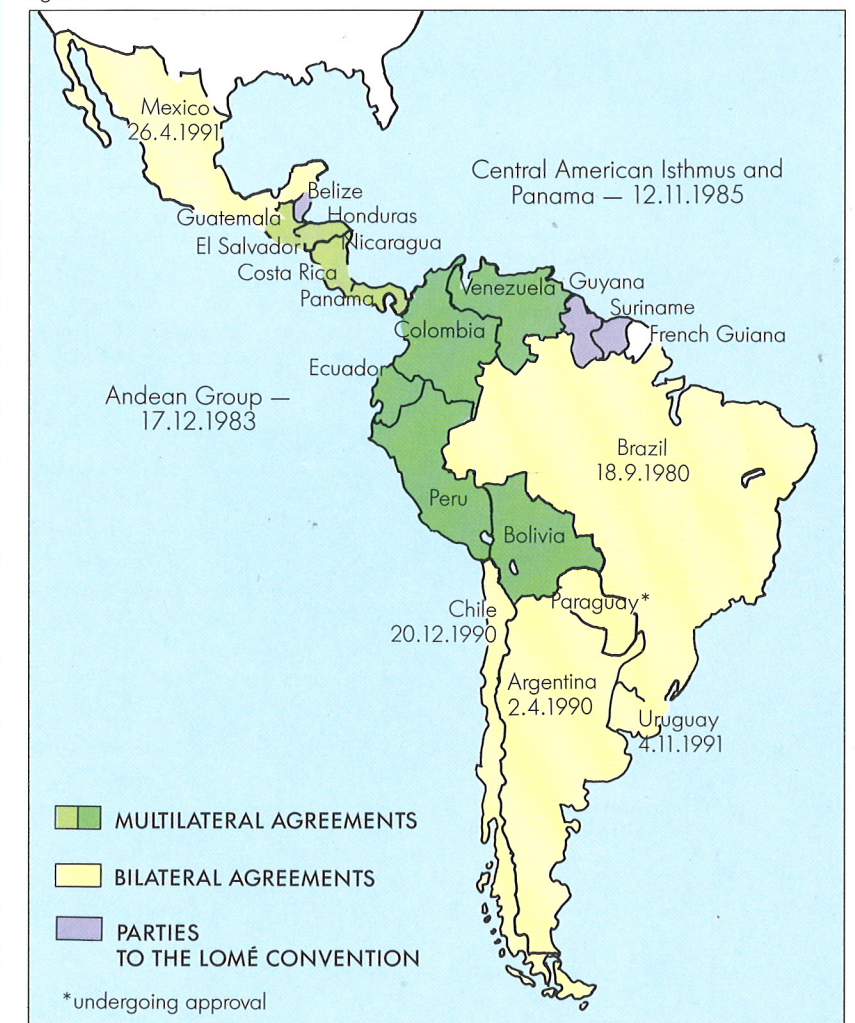 Mexico
26.4.1991
Central American Isthmus and
Panama — 12.11.1985
Belize
Guatemala
Honduras
El Salvador
Nicaragua
Costa Rica
Panama
Venezuela
Guyana
Suriname
French Guiana
Colombia
Ecuador
Andean Group —
17.12.1983
Brazil
18.9.1980
Peru
Bolivia
Paraguay*
Chile
20.12.1990
Argentina
2.4.1990
Uruguay
4.11.1991
MULTILATERAL AGREEMENTS
BILATERAL AGREEMENTS
PARTIES
TO THE LOMÉ CONVENTION
*undergoing approval